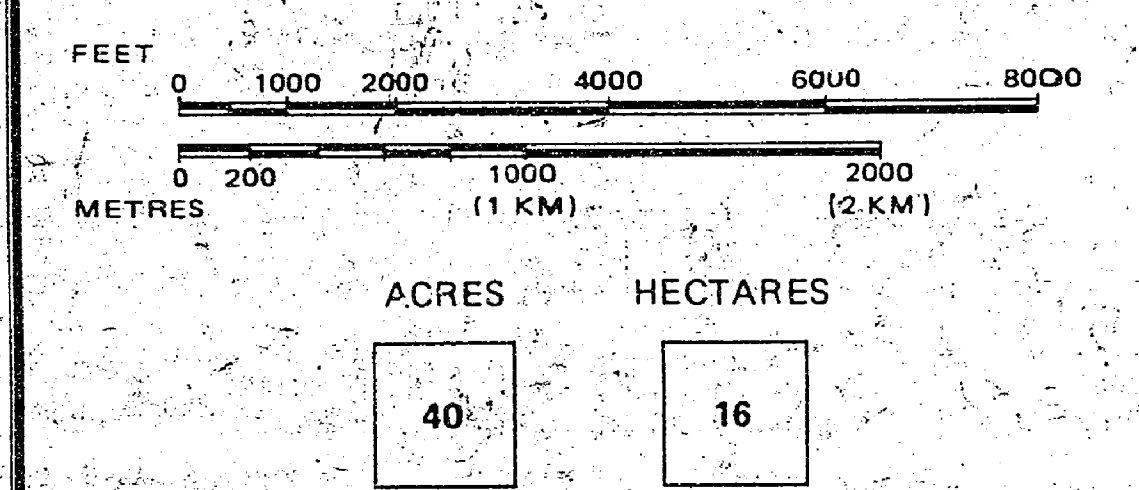 FEET
0 1000 2000 4000 6000 8000
0 200 1000 2000
METRES (1 KM) (2 KM)
ACRES HECTARES
40 16